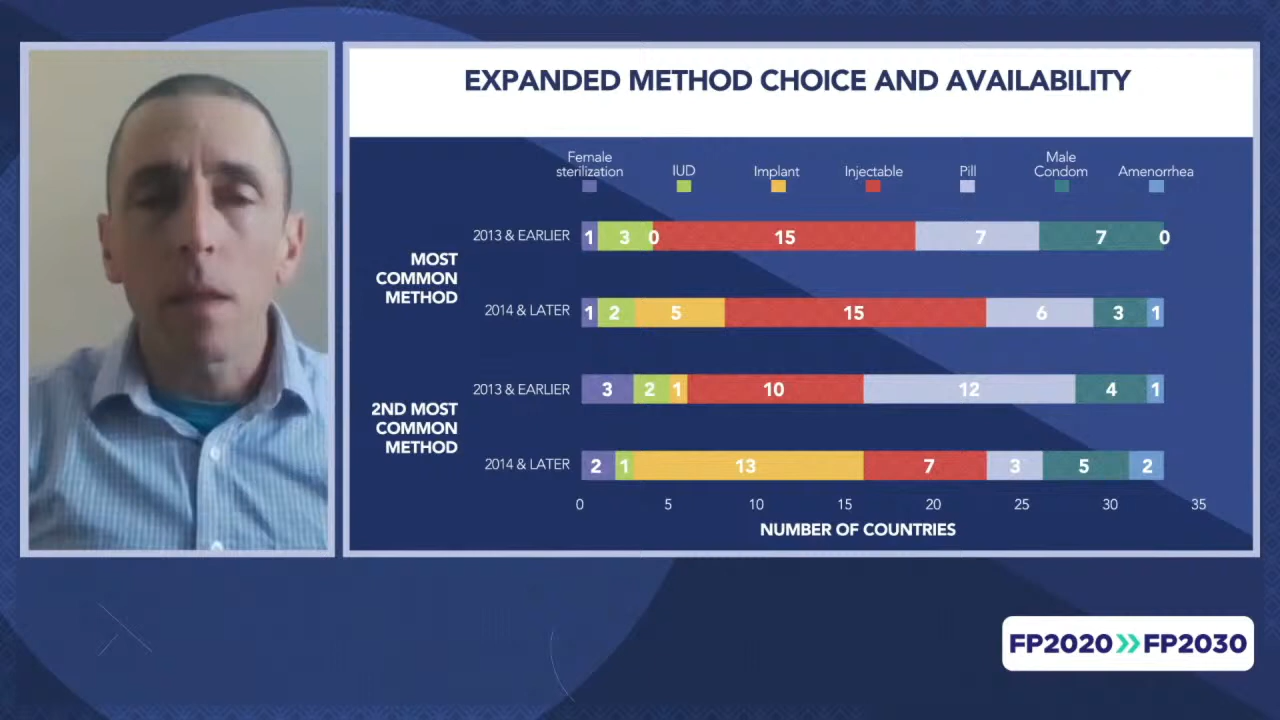 EXPANDED METHOD CHOICE AND AVAILABILITY
Female
sterilization
IUD
Implant
Injectable
Pill
Male
Condom
Amenorrhea
MOST
COMMON
METHOD
2013 & EARLIER
1 3 0 15 7 7 0
2014 & LATER
1 2 5 15 6 3 1
2ND MOST
COMMON
METHOD
2013 & EARLIER
3 2 1 10 12 4 1
2014 & LATER
2 1 13 7 3 5 2
0 5 10 15 20 25 30 35
NUMBER OF COUNTRIES
FP2020 FP2030